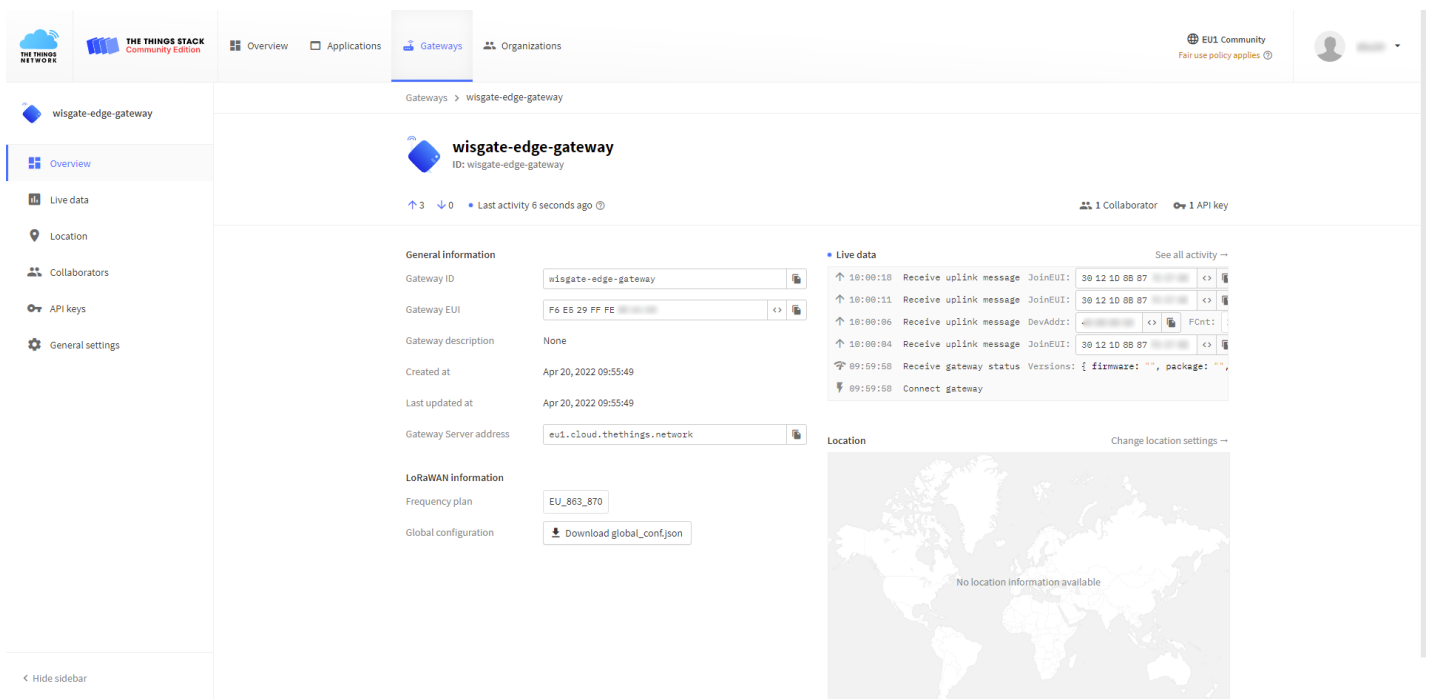 THE THINGS NETWORK
THE THINGS STACK
Community Edition
Overview
Applications
Gateways
Organizations
EU1 Community
Fair use policy applies
wisgate-edge-gateway
Overview
Live data
Location
Collaborators
API keys
General settings
Hide sidebar
Gateways > wisgate-edge-gateway
wisgate-edge-gateway
ID: wisgate-edge-gateway
↑ 3 ↓ 0 • Last activity 6 seconds ago
1 Collaborator 1 API key
General information
Gateway ID wisgate-edge-gateway
Gateway EUI F6 E5 29 FF FE
Gateway description None
Created at Apr 20, 2022 09:55:49
Last updated at Apr 20, 2022 09:55:49
Gateway Server address eu1.cloud.thethings.network
LoRaWAN information
Frequency plan EU_863_870
Global configuration Download global_conf.json
• Live data See all activity →
↑ 10:00:18 Receive uplink message JoinEUI: 30 12 1D 8B 87 <>
↑ 10:00:11 Receive uplink message JoinEUI: 30 12 1D 8B 87 <>
↑ 10:00:06 Receive uplink message DevAddr: <> FCnt:
↑ 10:00:04 Receive uplink message JoinEUI: 30 12 1D 8B 87 <>
09:59:58 Receive gateway status Versions: { firmware: "", package: "",
09:59:58 Connect gateway
Location Change location settings →
No location information available